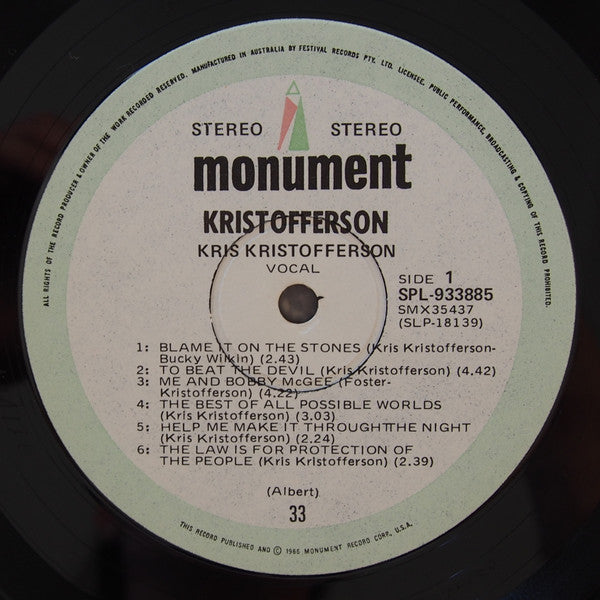 ALL RIGHTS OF THE RECORD PRODUCER & OWNER OF THE WORK RECORDED RESERVED. MANUFACTURED IN AUSTRALIA BY FESTIVAL RECORDS PTY. LTD. LICENSEE. PUBLIC PERFORMANCE, BROADCASTING & COPYING OF THIS RECORD PROHIBITED.
STEREO STEREO
monument
KRISTOFFERSON
KRIS KRISTOFFERSON
VOCAL
SIDE 1
SPL-933885
SMX35437
(SLP-18139)
1: BLAME IT ON THE STONES (Kris Kristofferson-
Bucky Wilkin) (2.43)
2: TO BEAT THE DEVIL (Kris Kristofferson) (4.42)
3: ME AND BOBBY McGEE (Foster-
Kristofferson) (4.22)
4: THE BEST OF ALL POSSIBLE WORLDS
(Kris Kristofferson) (3.03)
5: HELP ME MAKE IT THROUGHTTHE NIGHT
(Kris Kristofferson) (2.24)
6: THE LAW IS FOR PROTECTION OF
THE PEOPLE (Kris Kristofferson) (2.39)
(Albert)
33
THIS RECORD PUBLISHED AND © 1966 MONUMENT RECORD CORP., U.S.A.